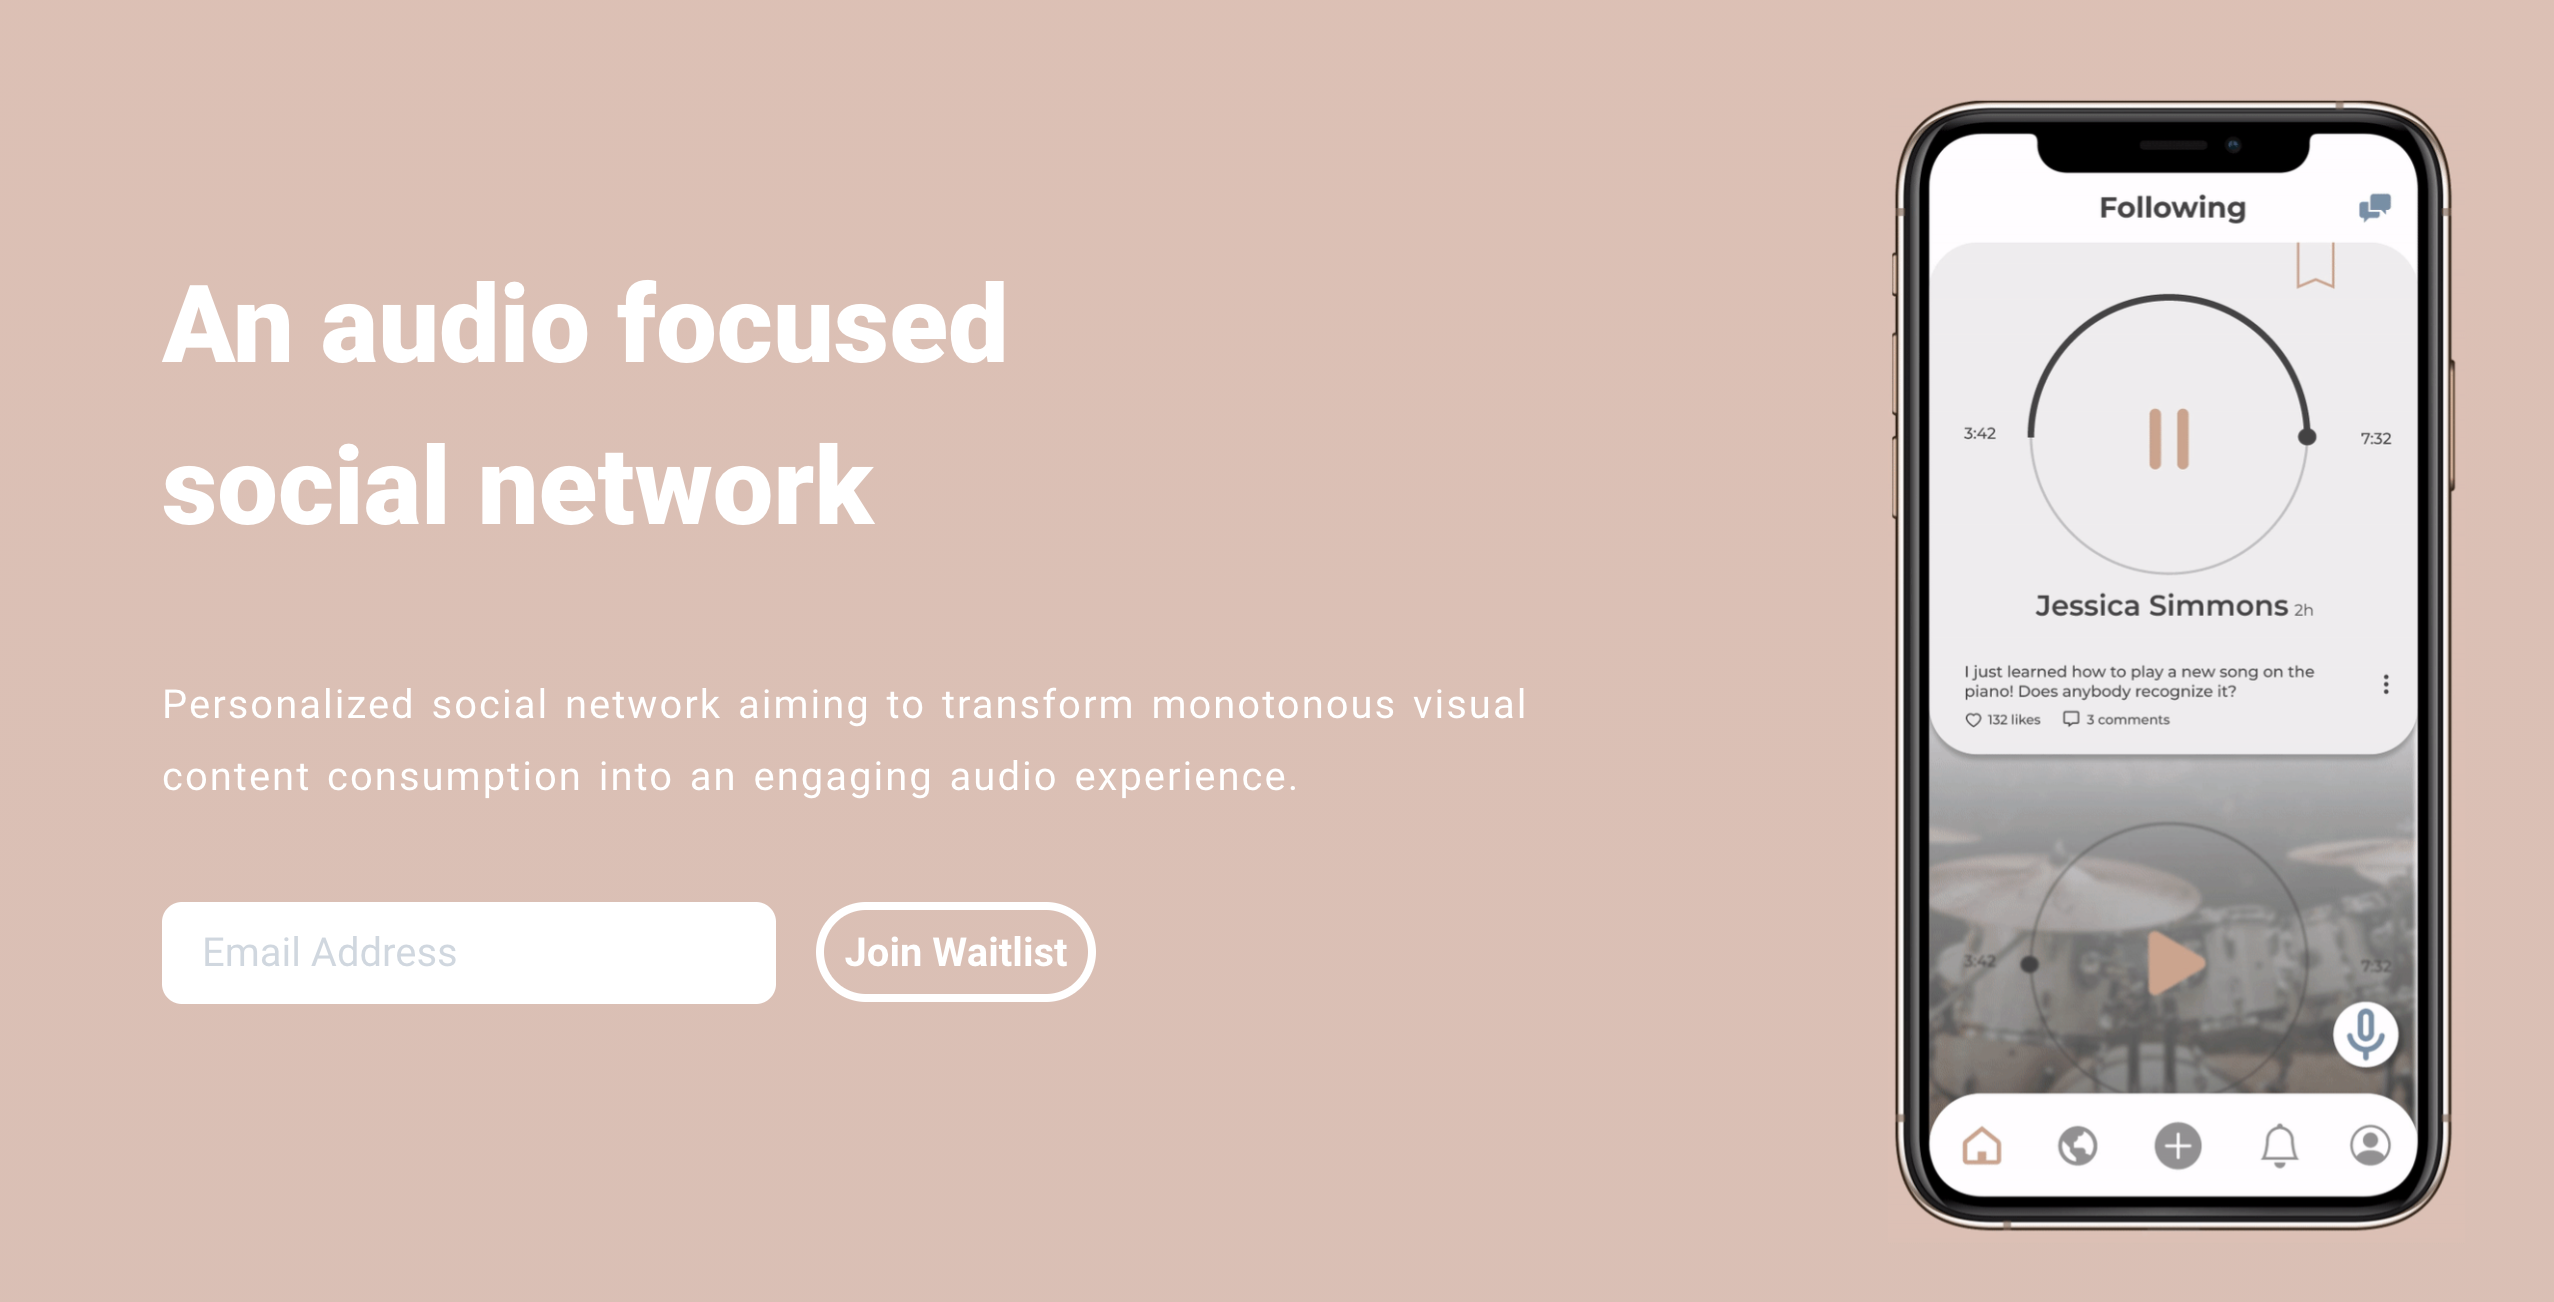 An audio focused
social network
Personalized social network aiming to transform monotonous visual
content consumption into an engaging audio experience.
Email Address
Join Waitlist
Following
3:42
7:32
Jessica Simmons 2h
I just learned how to play a new song on the
piano! Does anybody recognize it?
132 likes 3 comments
3:42
7:32